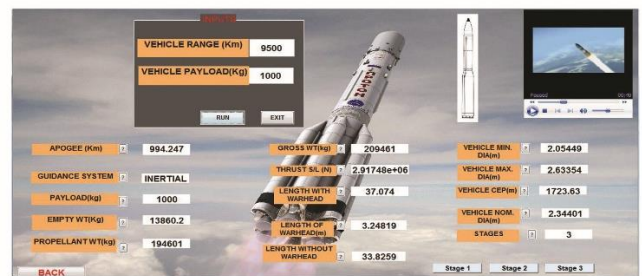 INPUTS
VEHICLE RANGE (Km) 9500
VEHICLE PAYLOAD(Kg) 1000
RUN EXIT
Paused 00:10
APOGEE (Km) ? 994.247
GUIDANCE SYSTEM ? INERTIAL
PAYLOAD(kg) ? 1000
EMPTY WT(Kg) ? 13860.2
PROPELLANT WT(kg) ? 194601
BACK
GROSS WT(kg) ? 209461
THRUST S/L (N) ? 2.91748e+06
LENGTH WITH
WARHEAD ? 37.074
LENGTH OF
WARHEAD(m) ? 3.24819
LENGTH WITHOUT
WARHEAD ? 33.8259
VEHICLE MIN.
DIA(m) ? 2.05449
VEHICLE MAX.
DIA(m) ? 2.63354
VEHICLE CEP(m) ? 1723.63
VEHICLE NOM.
DIA(m) ? 2.34401
STAGES ? 3
Stage 1 Stage 2 Stage 3